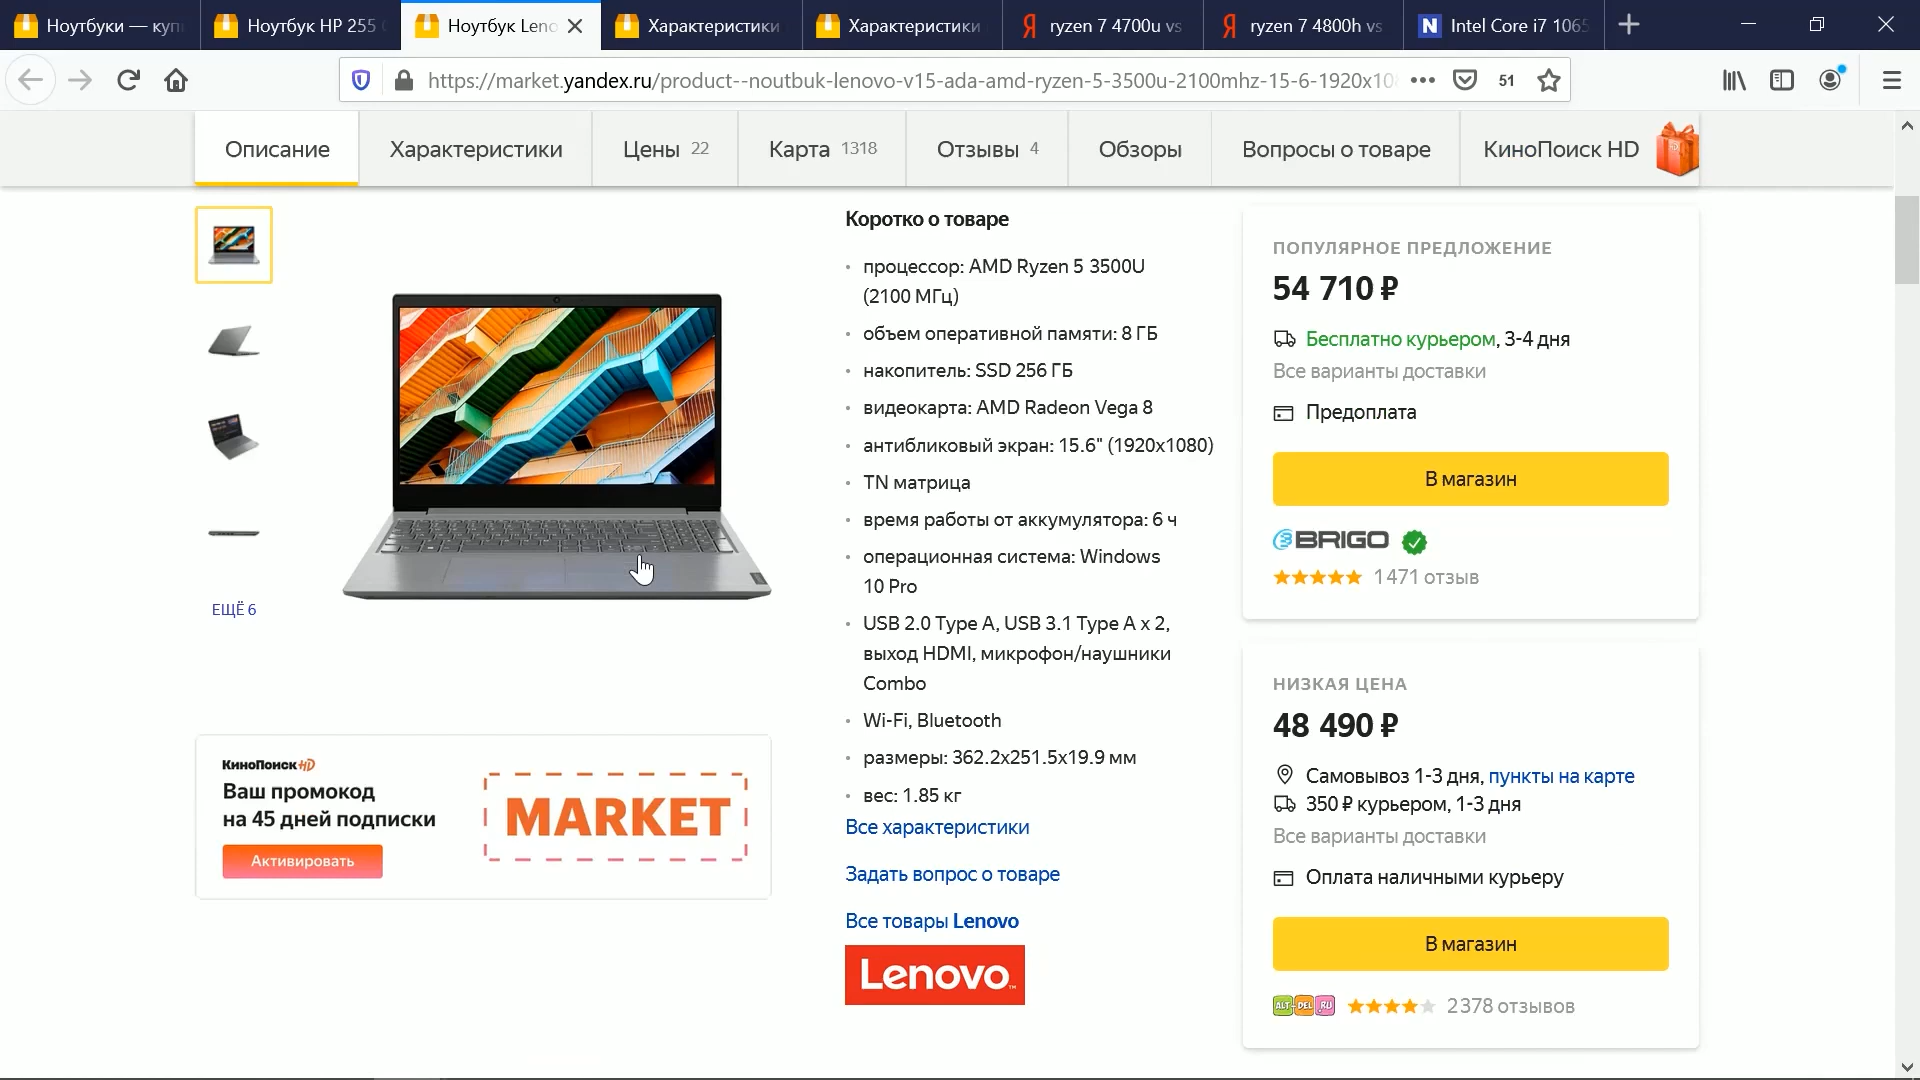 Ноутбуки — куп
Ноутбук HP 255
Ноутбук Leno
Характеристики
Характеристики
ryzen 7 4700u vs
ryzen 7 4800h vs
N Intel Core i7 1065
https://market.yandex.ru/product--noutbuk-lenovo-v15-ada-amd-ryzen-5-3500u-2100mhz-15-6-1920x10
51
Описание
Характеристики
Цены 22
Карта 1318
Отзывы 4
Обзоры
Вопросы о товаре
КиноПоиск HD
ЕЩЁ 6
КиноПоиск HD
Ваш промокод
на 45 дней подписки
Активировать
MARKET
Коротко о товаре
процессор: AMD Ryzen 5 3500U
(2100 МГц)
объем оперативной памяти: 8 ГБ
накопитель: SSD 256 ГБ
видеокарта: AMD Radeon Vega 8
антибликовый экран: 15.6" (1920x1080)
TN матрица
время работы от аккумулятора: 6 ч
операционная система: Windows
10 Pro
USB 2.0 Type A, USB 3.1 Type A x 2,
выход HDMI, микрофон/наушники
Combo
Wi-Fi, Bluetooth
размеры: 362.2x251.5x19.9 мм
вес: 1.85 кг
Все характеристики
Задать вопрос о товаре
Все товары Lenovo
Lenovo
ПОПУЛЯРНОЕ ПРЕДЛОЖЕНИЕ
54 710 ₽
Бесплатно курьером, 3-4 дня
Все варианты доставки
Предоплата
В магазин
BRIGO
1 471 отзыв
НИЗКАЯ ЦЕНА
48 490 ₽
Самовывоз 1-3 дня, пункты на карте
350 ₽ курьером, 1-3 дня
Все варианты доставки
Оплата наличными курьеру
В магазин
ALT-DEL.RU
2 378 отзывов